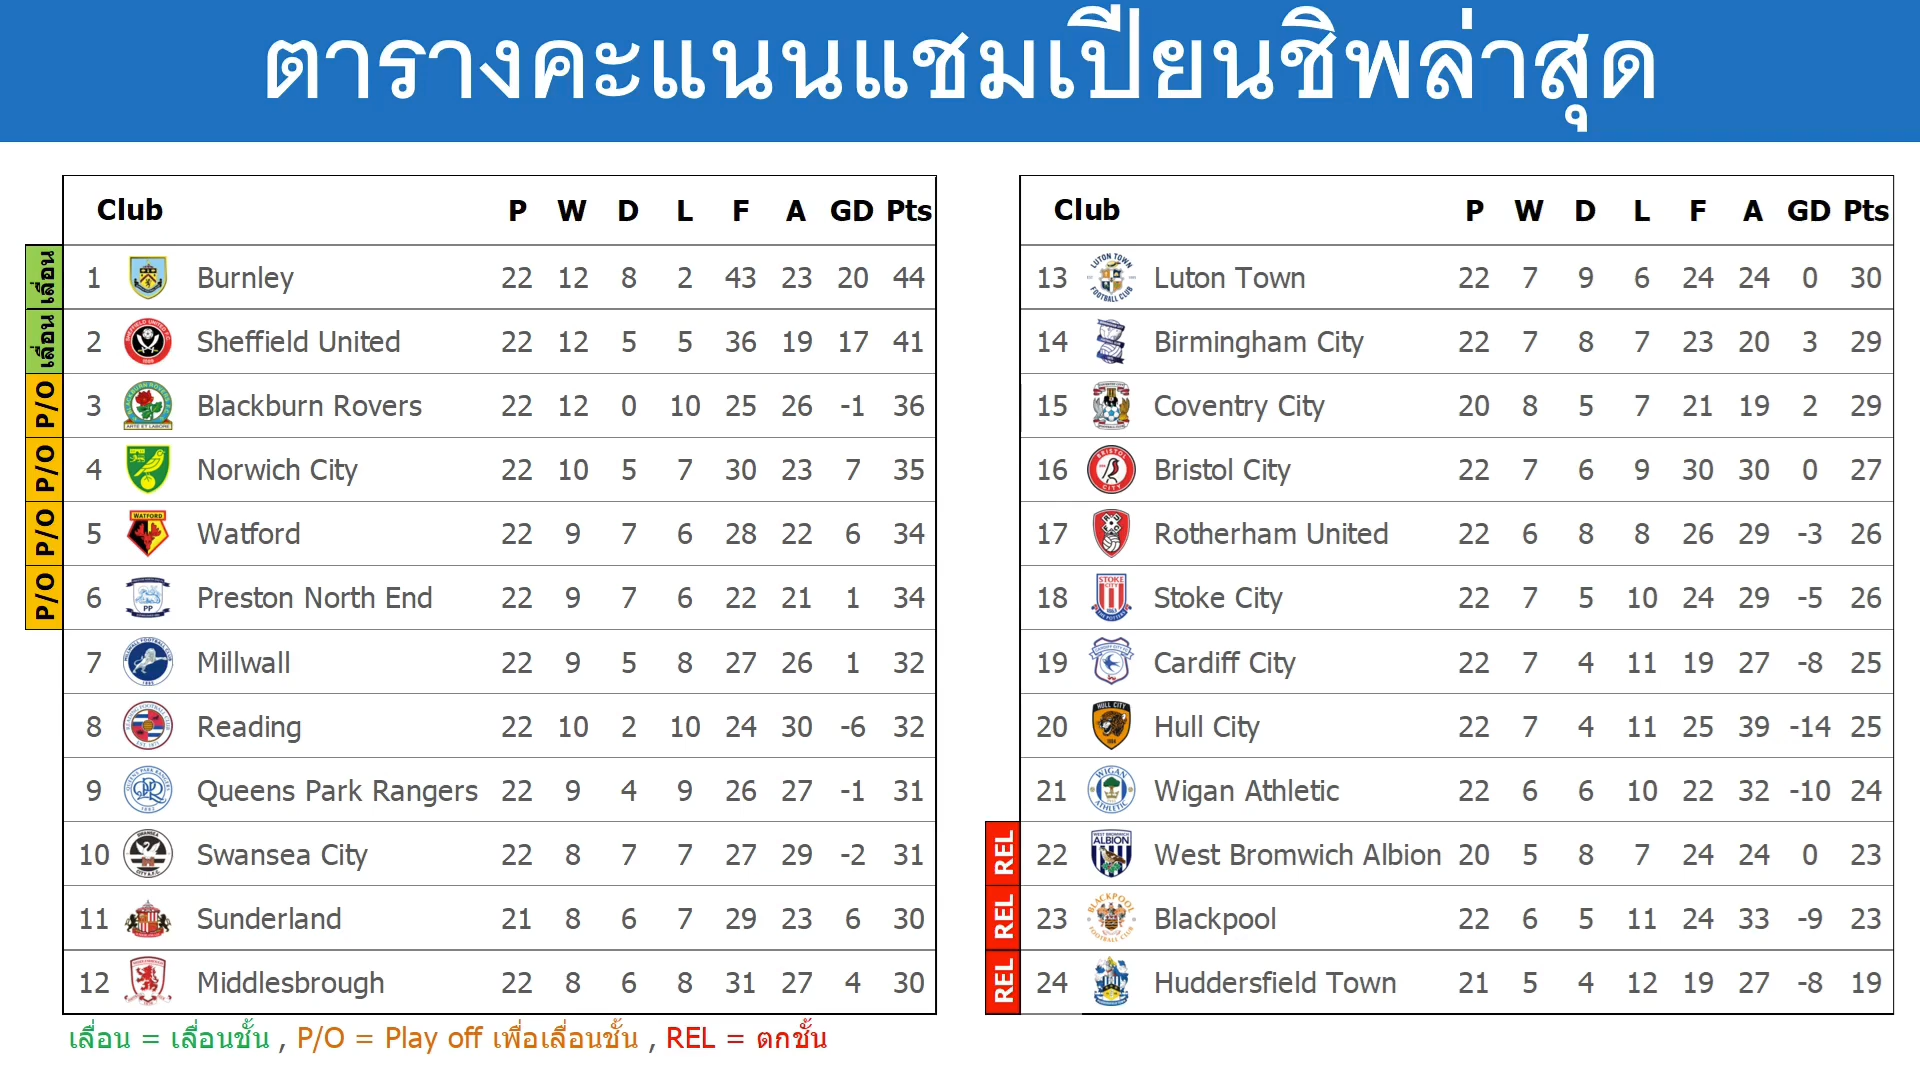 ตารางคะแนนแชมเปียนชิพล่าสุด
Club P W D L F A GD Pts
เลื่อน 1 Burnley 22 12 8 2 43 23 20 44
เลื่อน 2 Sheffield United 22 12 5 5 36 19 17 41
P/O 3 Blackburn Rovers 22 12 0 10 25 26 -1 36
P/O 4 Norwich City 22 10 5 7 30 23 7 35
P/O 5 Watford 22 9 7 6 28 22 6 34
P/O 6 Preston North End 22 9 7 6 22 21 1 34
7 Millwall 22 9 5 8 27 26 1 32
8 Reading 22 10 2 10 24 30 -6 32
9 Queens Park Rangers 22 9 4 9 26 27 -1 31
10 Swansea City 22 8 7 7 27 29 -2 31
11 Sunderland 21 8 6 7 29 23 6 30
12 Middlesbrough 22 8 6 8 31 27 4 30
Club P W D L F A GD Pts
13 Luton Town 22 7 9 6 24 24 0 30
14 Birmingham City 22 7 8 7 23 20 3 29
15 Coventry City 20 8 5 7 21 19 2 29
16 Bristol City 22 7 6 9 30 30 0 27
17 Rotherham United 22 6 8 8 26 29 -3 26
18 Stoke City 22 7 5 10 24 29 -5 26
19 Cardiff City 22 7 4 11 19 27 -8 25
20 Hull City 22 7 4 11 25 39 -14 25
21 Wigan Athletic 22 6 6 10 22 32 -10 24
REL 22 West Bromwich Albion 20 5 8 7 24 24 0 23
REL 23 Blackpool 22 6 5 11 24 33 -9 23
REL 24 Huddersfield Town 21 5 4 12 19 27 -8 19
เลื่อน = เลื่อนชั้น , P/O = Play off เพื่อเลื่อนชั้น , REL = ตกชั้น